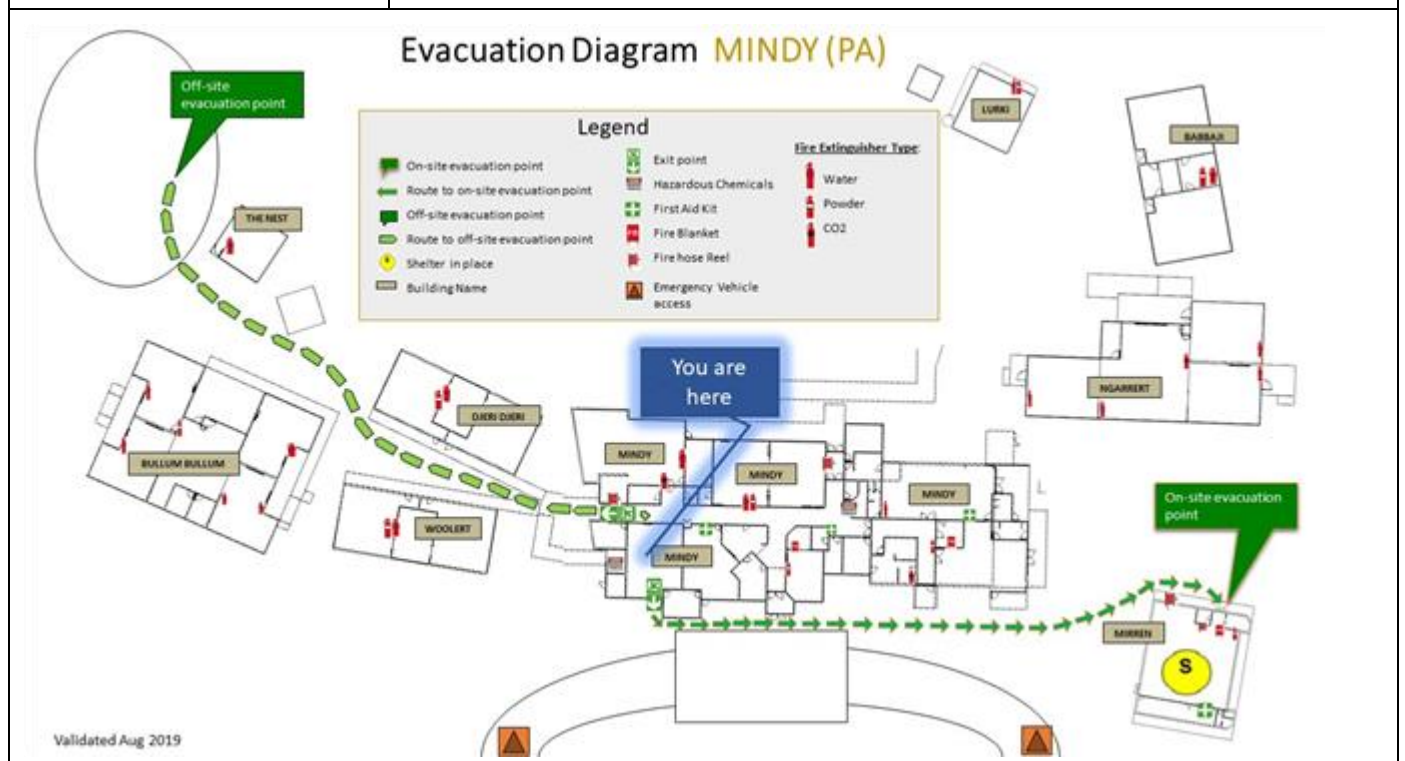 Evacuation Diagram MINDY (PA)
Off-site
evacuation point
Legend
On-site evacuation point
Route to on-site evacuation point
Off-site evacuation point
Route to off-site evacuation point
Shelter in place
Building Name
Exit point
Hazardous Chemicals
First Aid Kit
Fire Blanket
Fire hose Reel
Emergency Vehicle
access
Fire Extinguisher Type:
Water
Powder
CO2
LURKI
BABBAJI
THE NEST
You are
here
NGARRERT
DJERI DJERI
BULLUM BULLUM
MINDY
MINDY
MINDY
On-site evacuation
point
WOOLERT
MINDY
MIRREN
S
Validated Aug 2019